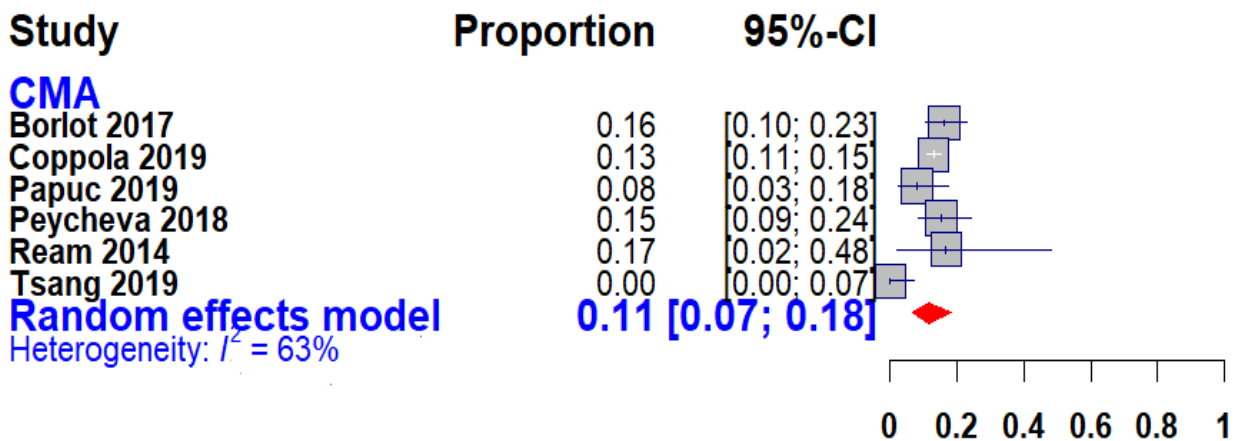 Study Proportion 95%-CI
CMA
Borlot 2017 0.16 [0.10; 0.23]
Coppola 2019 0.13 [0.11; 0.15]
Papuc 2019 0.08 [0.03; 0.18]
Peycheva 2018 0.15 [0.09; 0.24]
Ream 2014 0.17 [0.02; 0.48]
Tsang 2019 0.00 [0.00; 0.07]
Random effects model 0.11 [0.07; 0.18]
Heterogeneity: I² = 63%
0 0.2 0.4 0.6 0.8 1